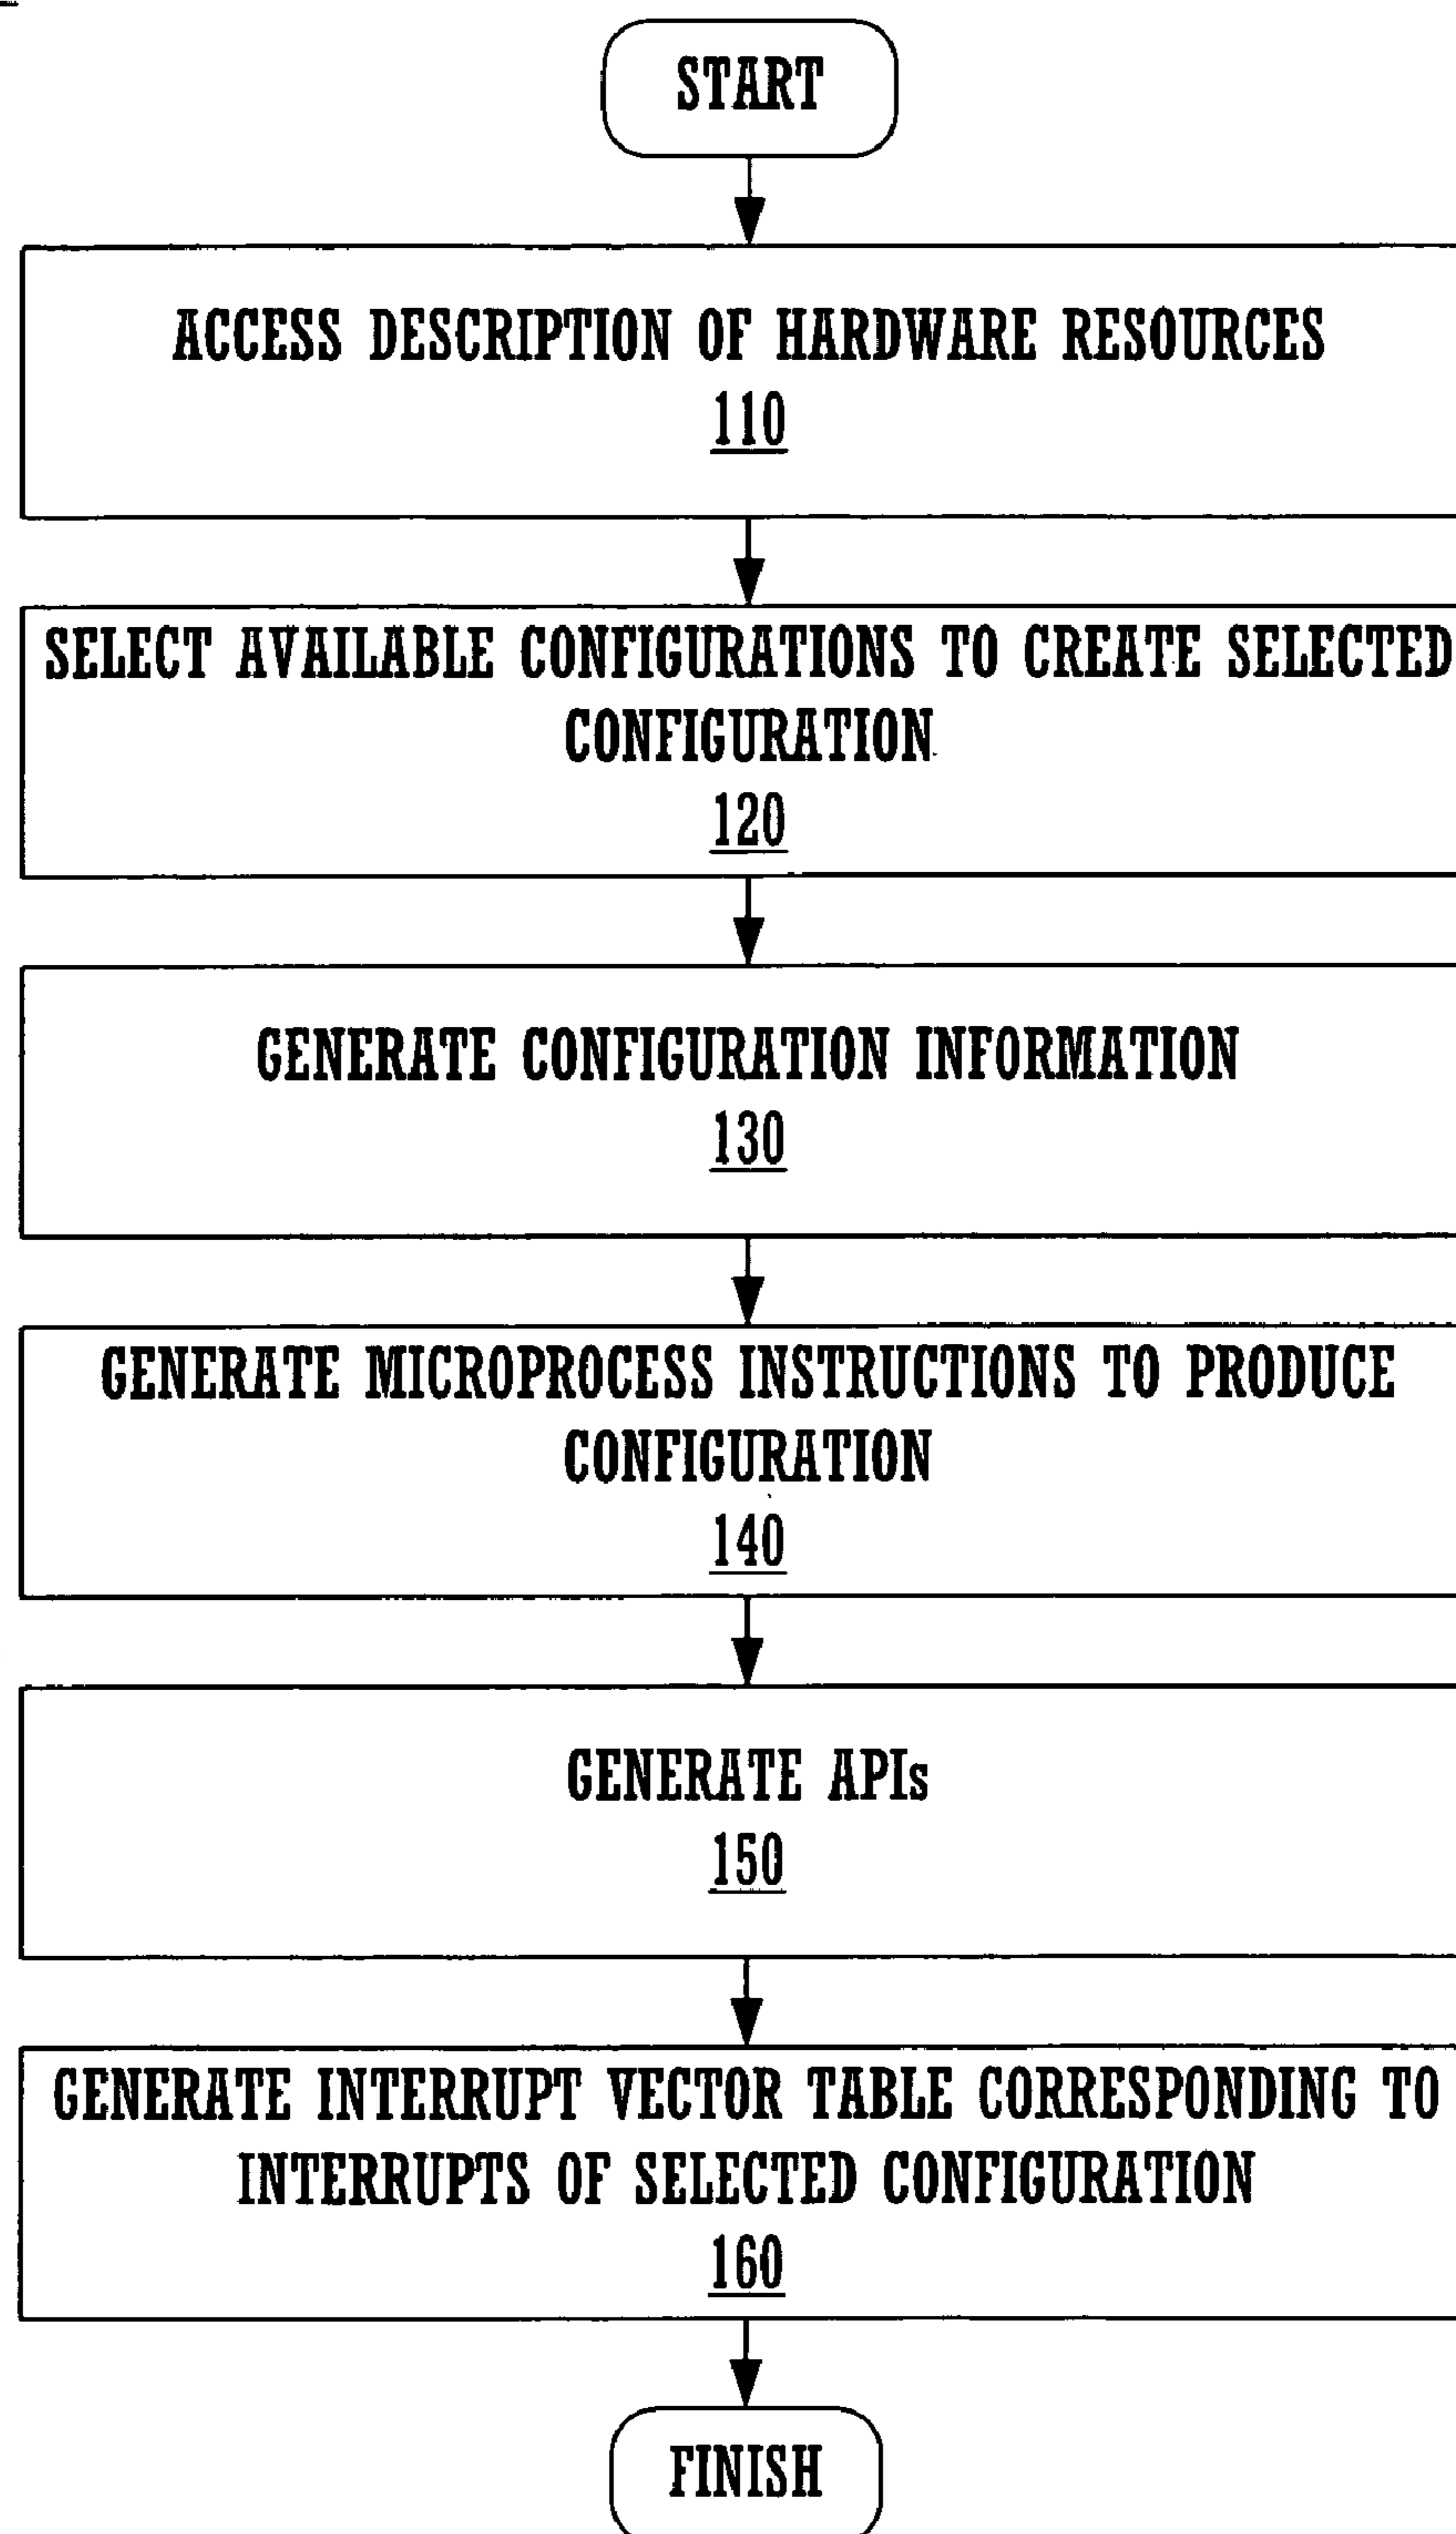 START
ACCESS DESCRIPTION OF HARDWARE RESOURCES
110
SELECT AVAILABLE CONFIGURATIONS TO CREATE SELECTED
CONFIGURATION
120
GENERATE CONFIGURATION INFORMATION
130
GENERATE MICROPROCESS INSTRUCTIONS TO PRODUCE
CONFIGURATION
140
GENERATE APIs
150
GENERATE INTERRUPT VECTOR TABLE CORRESPONDING TO
INTERRUPTS OF SELECTED CONFIGURATION
160
FINISH